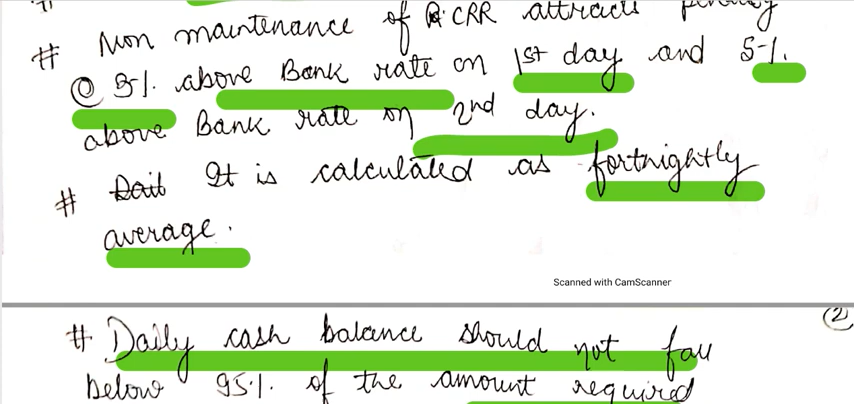 # Non maintenance of CRR attracts penalty
@ 3% above Bank rate on 1st day and 5%
above Bank rate on 2nd day.
# It is calculated as fortnightly
average.
Scanned with CamScanner
(2)
# Daily cash balance should not fall
below 95% of the amount required